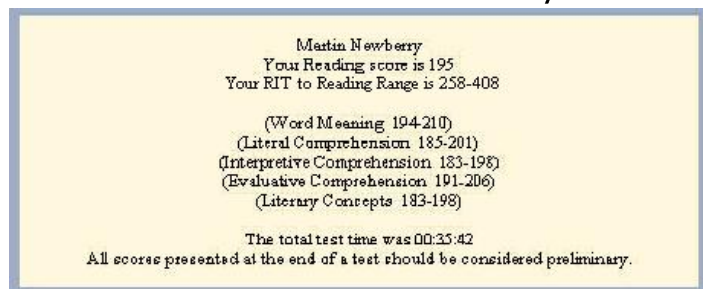 Martin Newberry
Your Reading score is 195
Your RIT to Reading Range is 258-408
(Word Meaning 194-210)
(Literal Comprehension 185-201)
(Interpretive Comprehension 183-198)
(Evaluative Comprehension 191-206)
(Literary Concepts 183-198)
The total test time was 00:35:42
All scores presented at the end of a test should be considered preliminary.